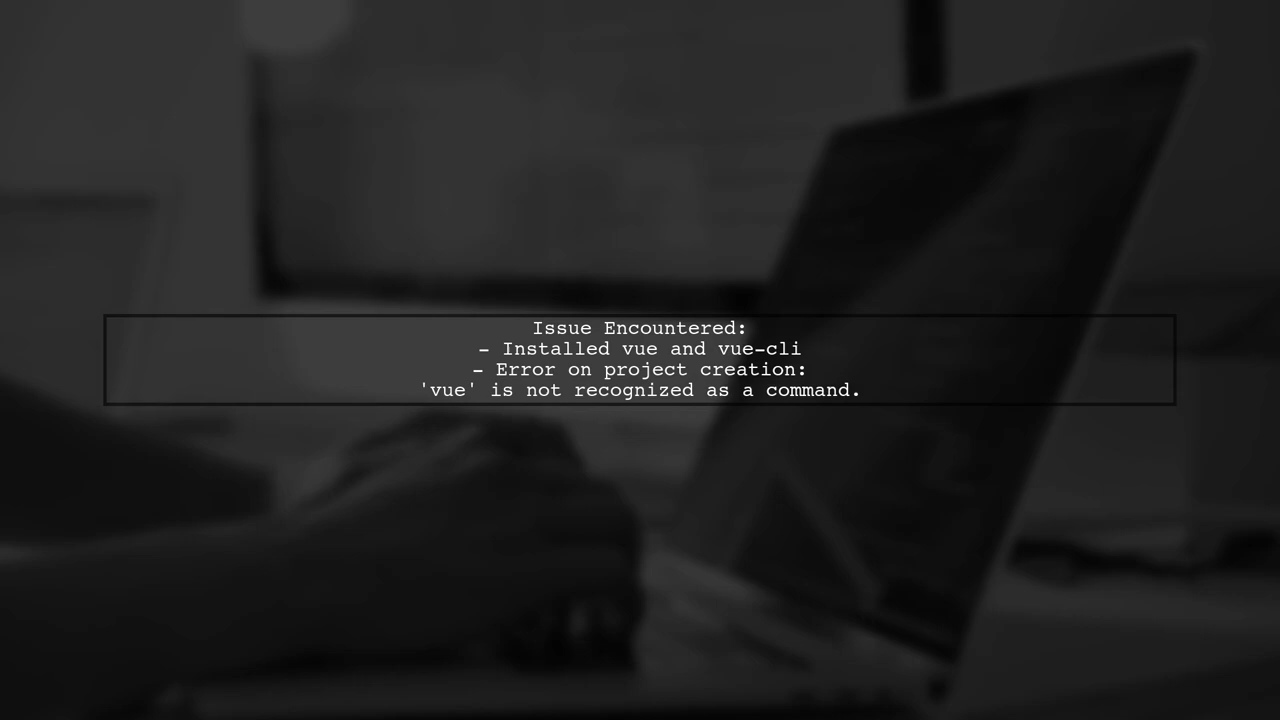 Issue Encountered:
- Installed vue and vue-cli
- Error on project creation:
'vue' is not recognized as a command.